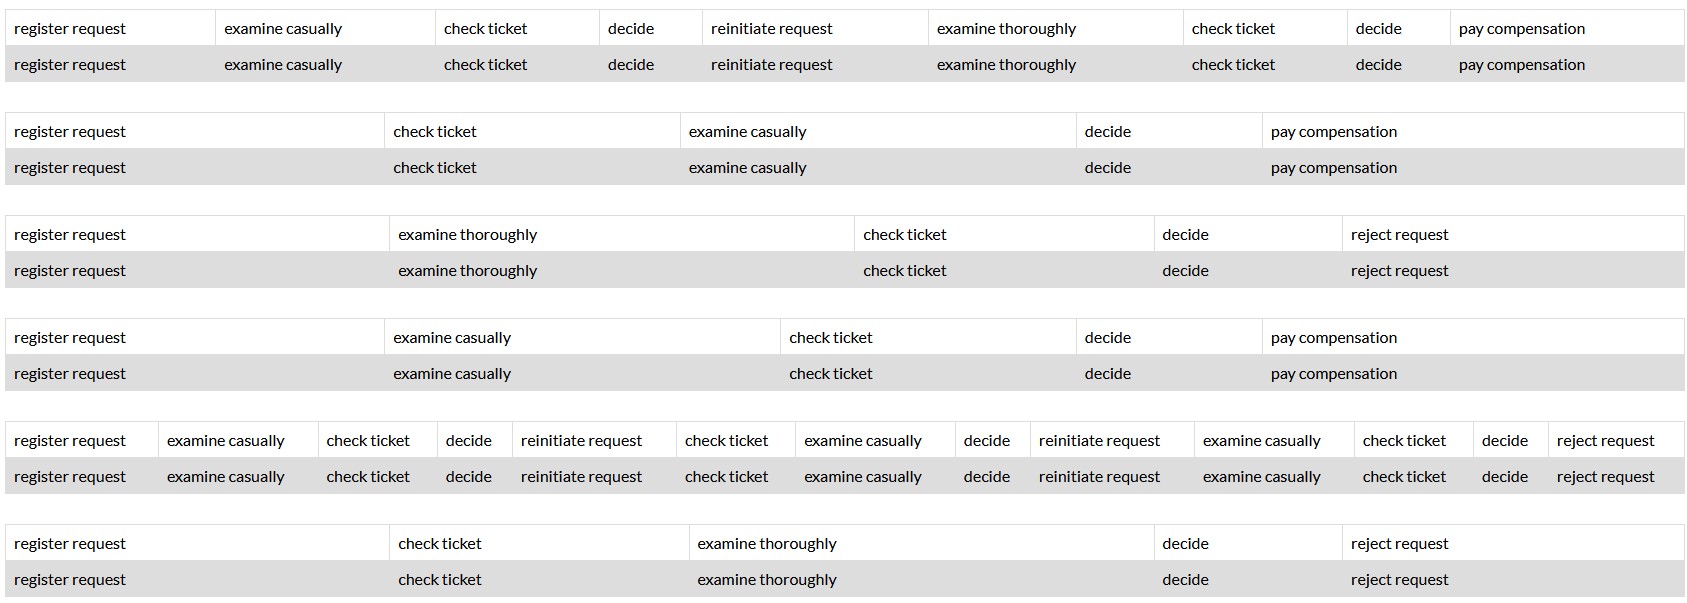 register request examine casually check ticket decide reinitiate request examine thoroughly check ticket decide pay compensation
register request examine casually check ticket decide reinitiate request examine thoroughly check ticket decide pay compensation
register request check ticket examine casually decide pay compensation
register request check ticket examine casually decide pay compensation
register request examine thoroughly check ticket decide reject request
register request examine thoroughly check ticket decide reject request
register request examine casually check ticket decide pay compensation
register request examine casually check ticket decide pay compensation
register request examine casually check ticket decide reinitiate request check ticket examine casually decide reinitiate request examine casually check ticket decide reject request
register request examine casually check ticket decide reinitiate request check ticket examine casually decide reinitiate request examine casually check ticket decide reject request
register request check ticket examine thoroughly decide reject request
register request check ticket examine thoroughly decide reject request